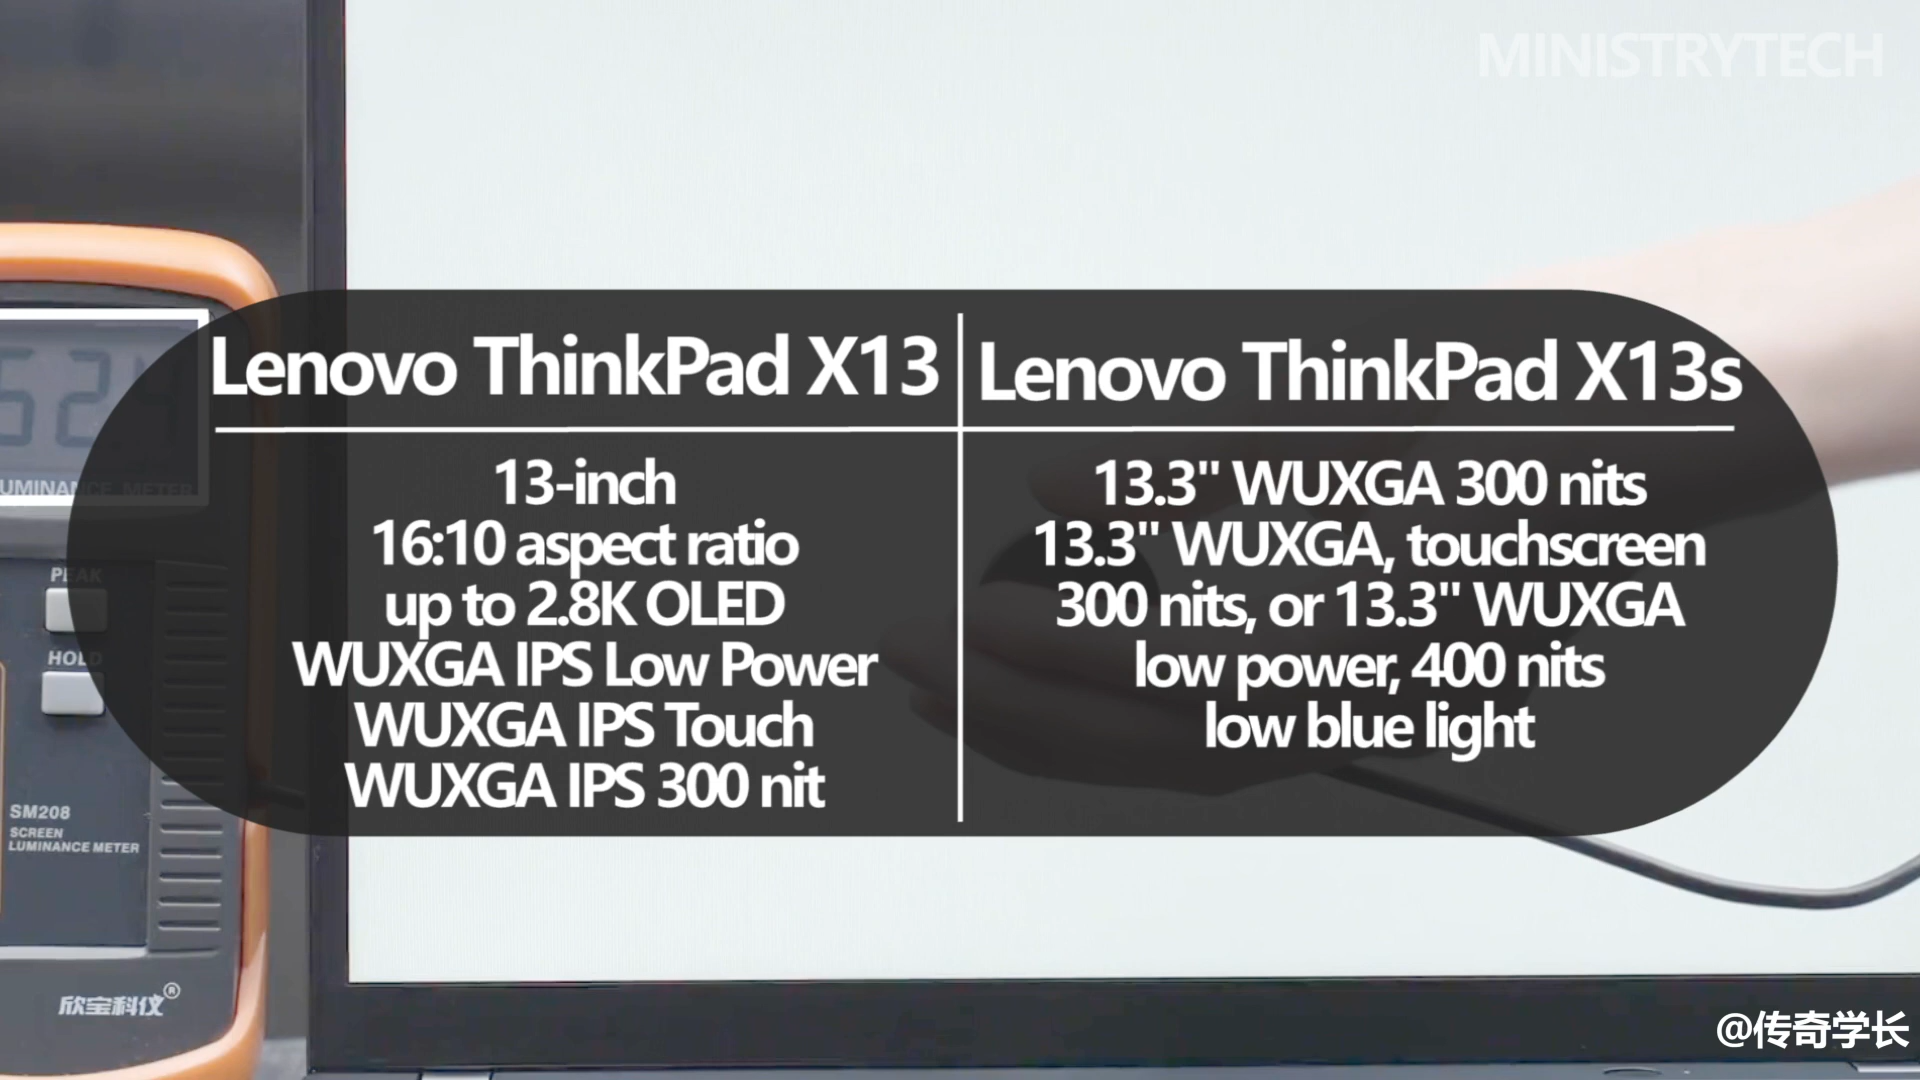 MINISTRYTECH
Lenovo ThinkPad X13
13-inch
16:10 aspect ratio
up to 2.8K OLED
WUXGA IPS Low Power
WUXGA IPS Touch
WUXGA IPS 300 nit
Lenovo ThinkPad X13s
13.3" WUXGA 300 nits
13.3" WUXGA, touchscreen
300 nits, or 13.3" WUXGA
low power, 400 nits
low blue light
UMINANCE METER
PEAK
HOLD
SM208
SCREEN
LUMINANCE METER
欣宝科仪®
@传奇学长